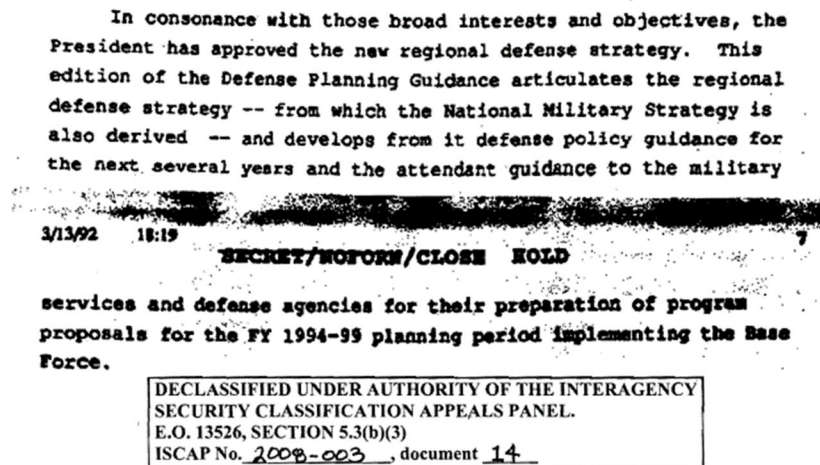 In consonance with those broad interests and objectives, the
President has approved the new regional defense strategy. This
edition of the Defense Planning Guidance articulates the regional
defense strategy -- from which the National Military Strategy is
also derived -- and develops from it defense policy guidance for
the next several years and the attendant guidance to the military
3/13/92 18:19 7
SECRET/NOFORN/CLOSE HOLD
services and defense agencies for their preparation of program
proposals for the FY 1994-99 planning period implementing the Base
Force.
DECLASSIFIED UNDER AUTHORITY OF THE INTERAGENCY
SECURITY CLASSIFICATION APPEALS PANEL.
E.O. 13526, SECTION 5.3(b)(3)
ISCAP No. 2008-003, document 14